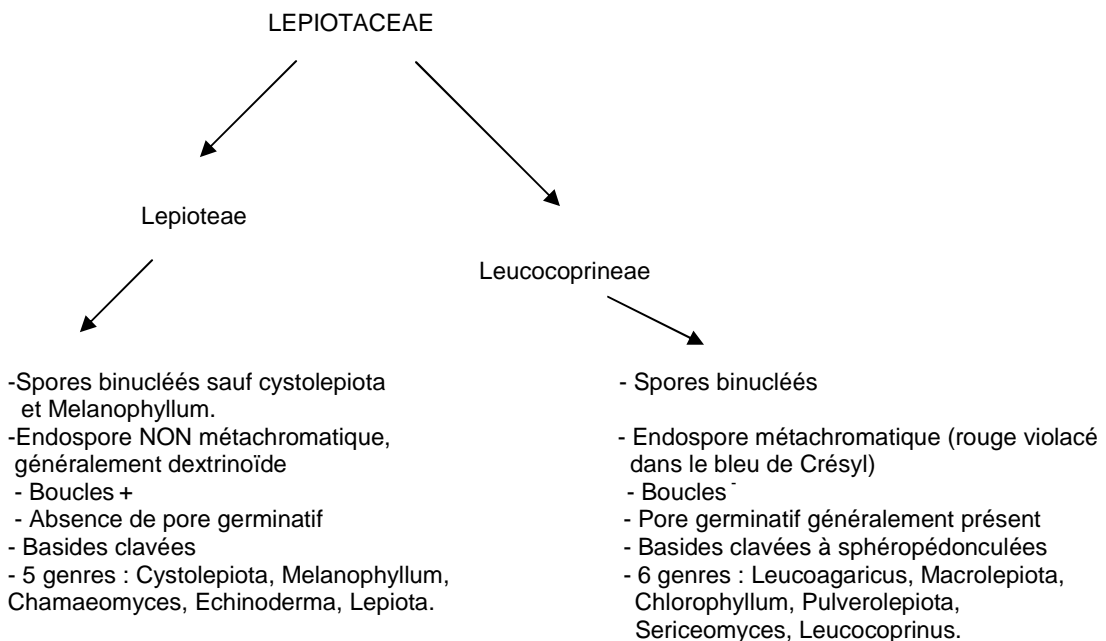 LEPIOTACEAE
Lepioteae
Leucocoprineae
-Spores binucléés sauf cystolepiota
et Melanophyllum.
-Endospore NON métachromatique,
généralement dextrinoïde
- Boucles +
- Absence de pore germinatif
- Basides clavées
- 5 genres : Cystolepiota, Melanophyllum,
Chamaeomyces, Echinoderma, Lepiota.
- Spores binucléés
- Endospore métachromatique (rouge violacé
dans le bleu de Crésyl)
- Boucles -
- Pore germinatif généralement présent
- Basides clavées à sphéropédonculées
- 6 genres : Leucoagaricus, Macrolepiota,
Chlorophyllum, Pulverolepiota,
Sericeomyces, Leucocoprinus.